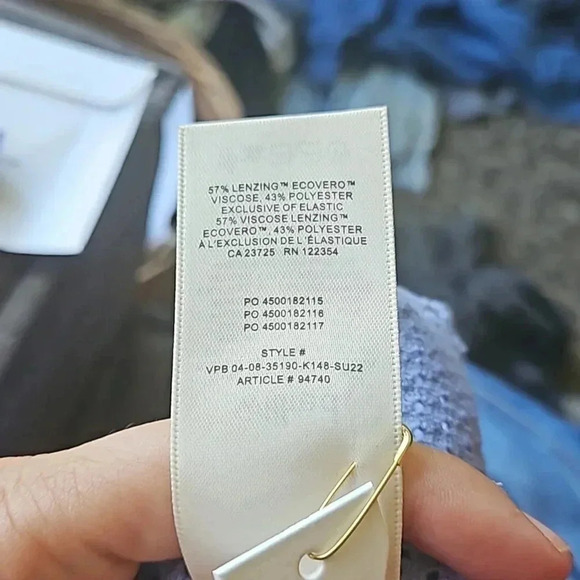 57% LENZING™ ECOVERO™
VISCOSE, 43% POLYESTER
EXCLUSIVE OF ELASTIC
57% VISCOSE LENZING™
ECOVERO™, 43% POLYESTER
À L'EXCLUSION DE L'ÉLASTIQUE
CA 23725 RN 122354
PO 4500182115
PO 4500182116
PO 4500182117
STYLE #
VPB 04-08-35190-K148-SU22
ARTICLE # 94740